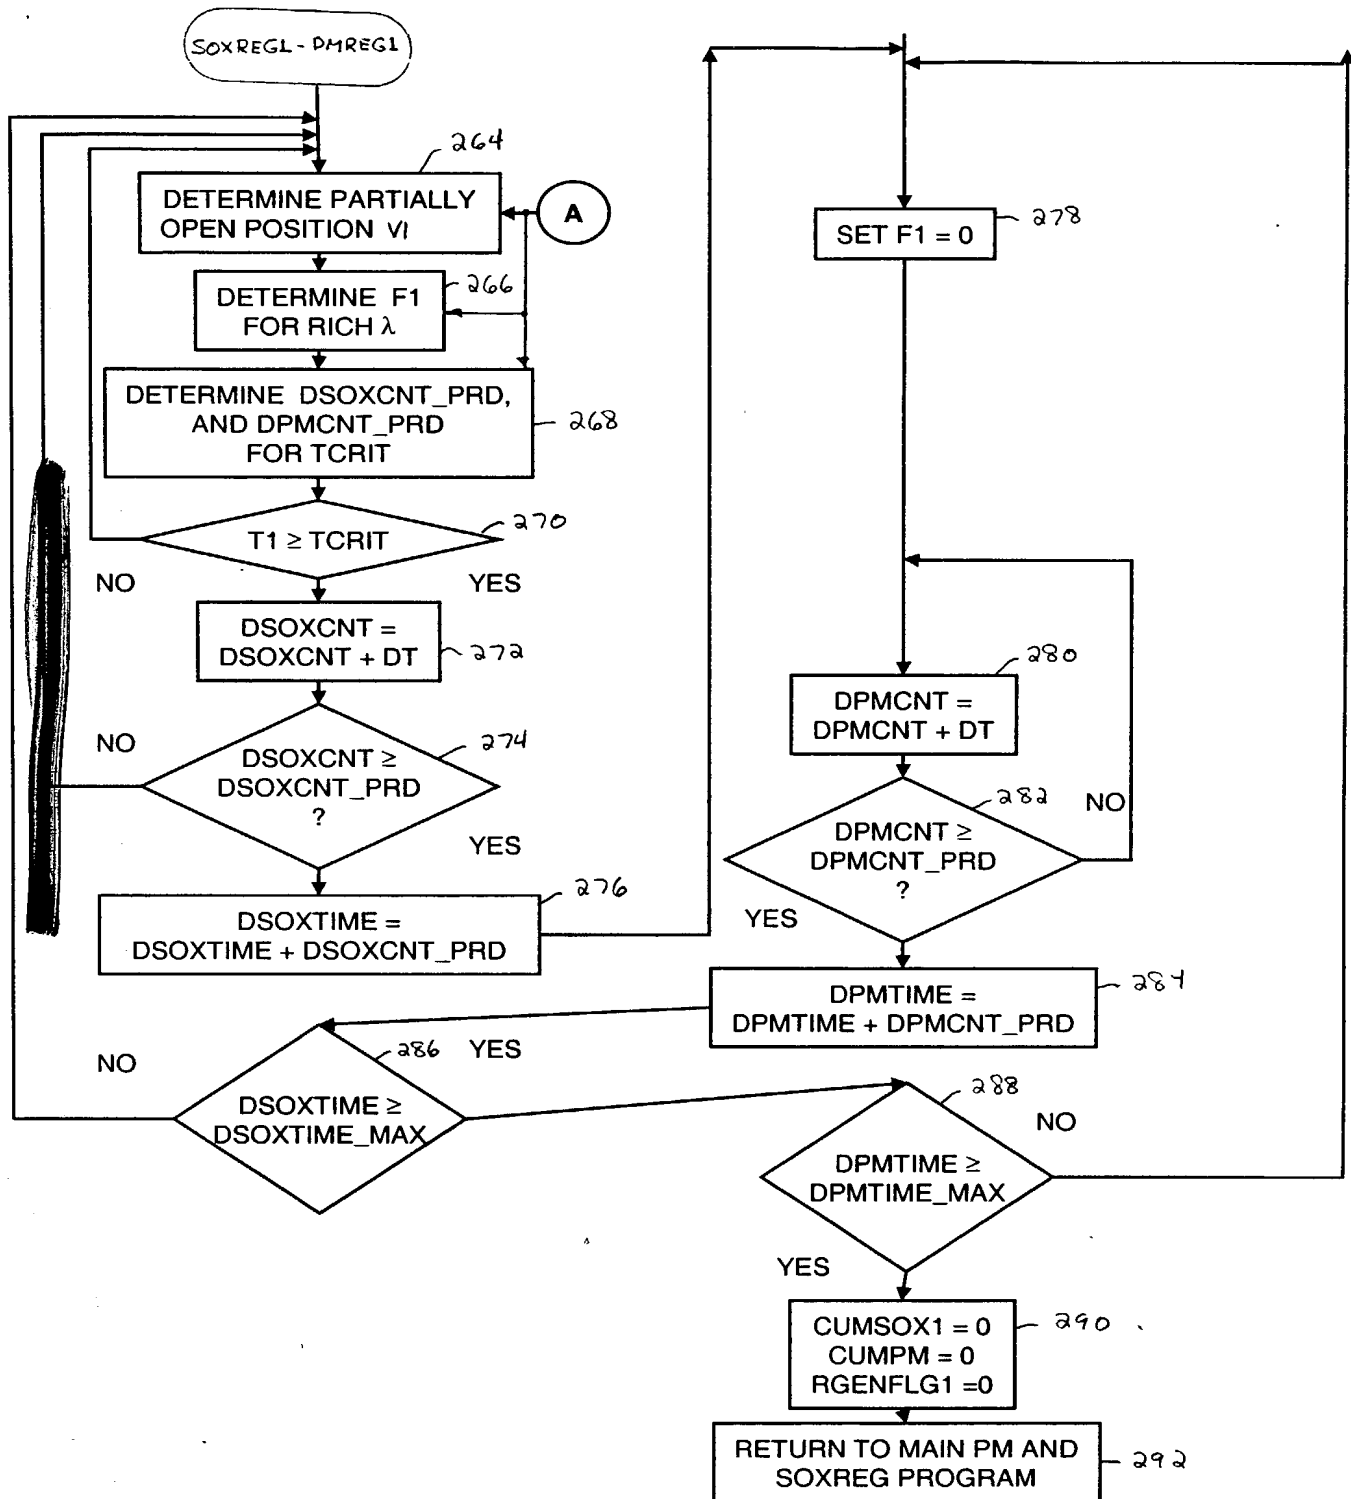 SOXREG1-PMREG1
264
DETERMINE PARTIALLY
OPEN POSITION V1
A
266
DETERMINE F1
FOR RICH λ
DETERMINE DSOXCNT_PRD,
AND DPMCNT_PRD
FOR TCRIT
268
270
T1 ≥ TCRIT
NO
YES
DSOXCNT =
DSOXCNT + DT
272
274
NO
DSOXCNT ≥
DSOXCNT_PRD
?
YES
276
DSOXTIME =
DSOXTIME + DSOXCNT_PRD
278
SET F1 = 0
280
DPMCNT =
DPMCNT + DT
282
NO
DPMCNT ≥
DPMCNT_PRD
?
YES
284
DPMTIME =
DPMTIME + DPMCNT_PRD
286
YES
NO
DSOXTIME ≥
DSOXTIME_MAX
288
NO
DPMTIME ≥
DPMTIME_MAX
YES
CUMSOX1 = 0
CUMPM = 0
RGENFLG1 =0
290
RETURN TO MAIN PM AND
SOXREG PROGRAM
292